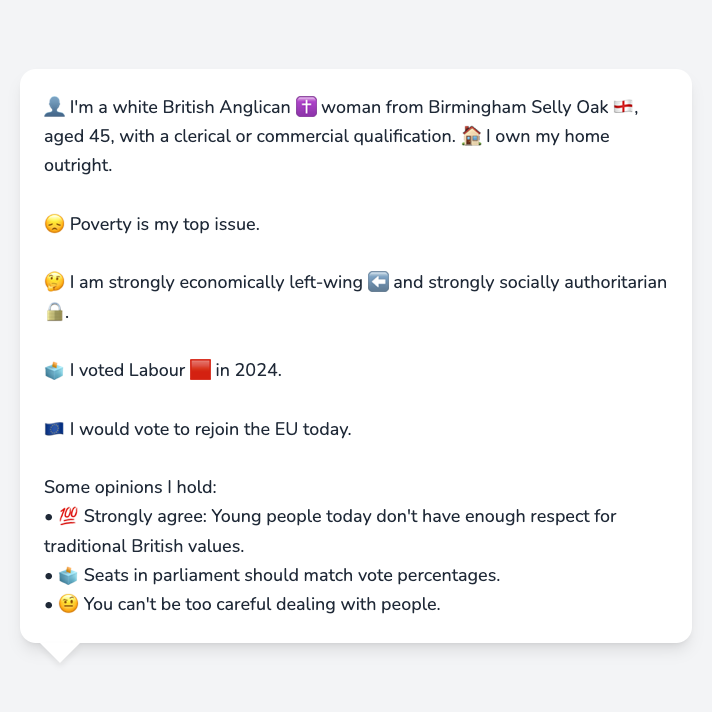 👤 I'm a white British Anglican ✝️ woman from Birmingham Selly Oak 🏴󠁧󠁢󠁥󠁮󠁧󠁿,
aged 45, with a clerical or commercial qualification. 🏠 I own my home
outright.
😞 Poverty is my top issue.
🤔 I am strongly economically left-wing ⬅️ and strongly socially authoritarian
🔒.
🗳️ I voted Labour 🟥 in 2024.
🇪🇺 I would vote to rejoin the EU today.
Some opinions I hold:
• 💯 Strongly agree: Young people today don't have enough respect for
traditional British values.
• 🗳️ Seats in parliament should match vote percentages.
• 🤨 You can't be too careful dealing with people.